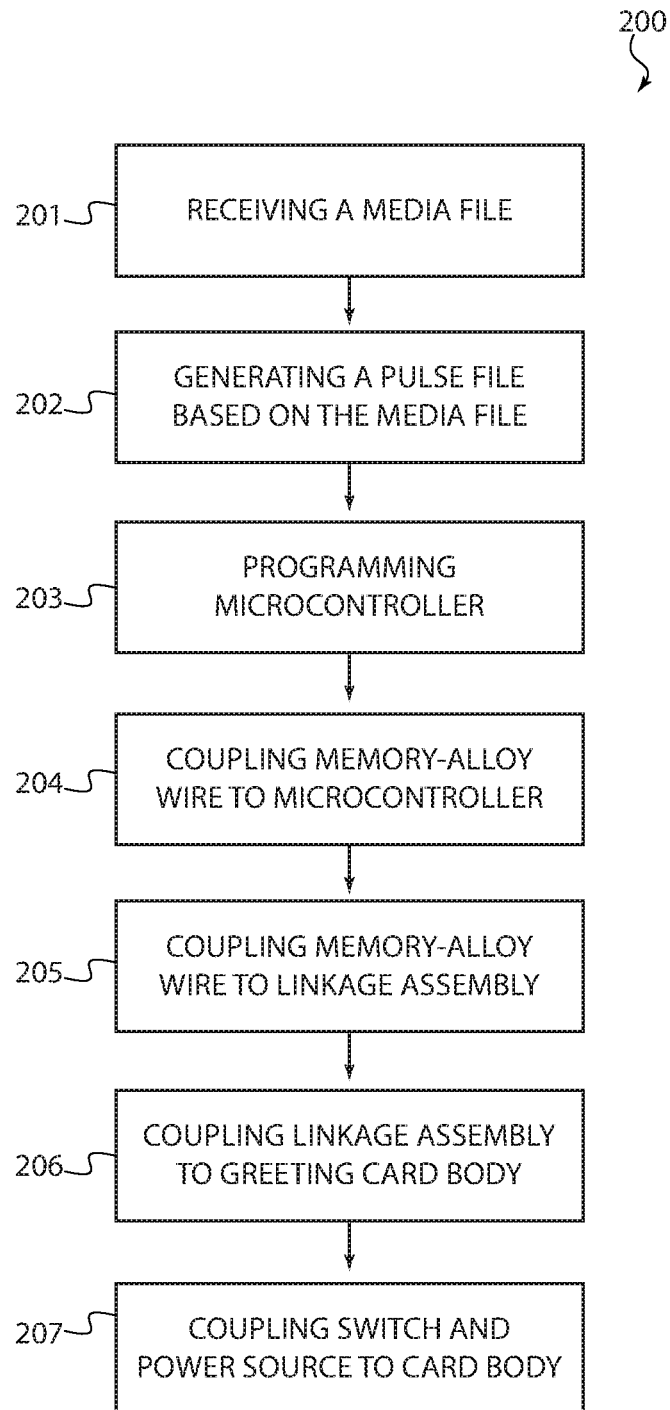 200
201
RECEIVING A MEDIA FILE
202
GENERATING A PULSE FILE
BASED ON THE MEDIA FILE
203
PROGRAMMING
MICROCONTROLLER
204
COUPLING MEMORY-ALLOY
WIRE TO MICROCONTROLLER
205
COUPLING MEMORY-ALLOY
WIRE TO LINKAGE ASSEMBLY
206
COUPLING LINKAGE ASSEMBLY
TO GREETING CARD BODY
207
COUPLING SWITCH AND
POWER SOURCE TO CARD BODY